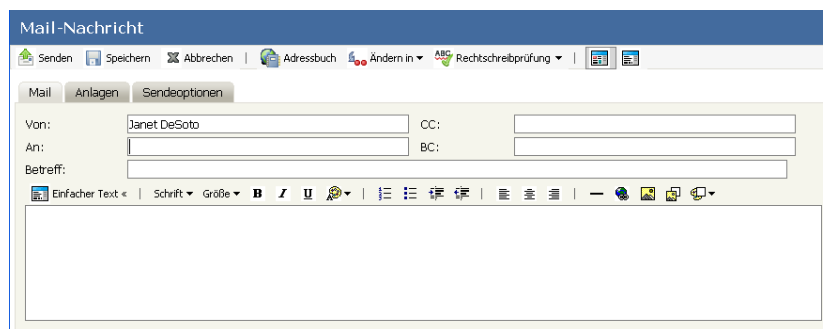 Mail-Nachricht
Senden Speichern Abbrechen | Adressbuch Ändern in ABC Rechtschreibprüfung |
Mail Anlagen Sendeoptionen
Von: Janet DeSoto CC:
An: BC:
Betreff:
Einfacher Text « | Schrift Größe B I U | | |